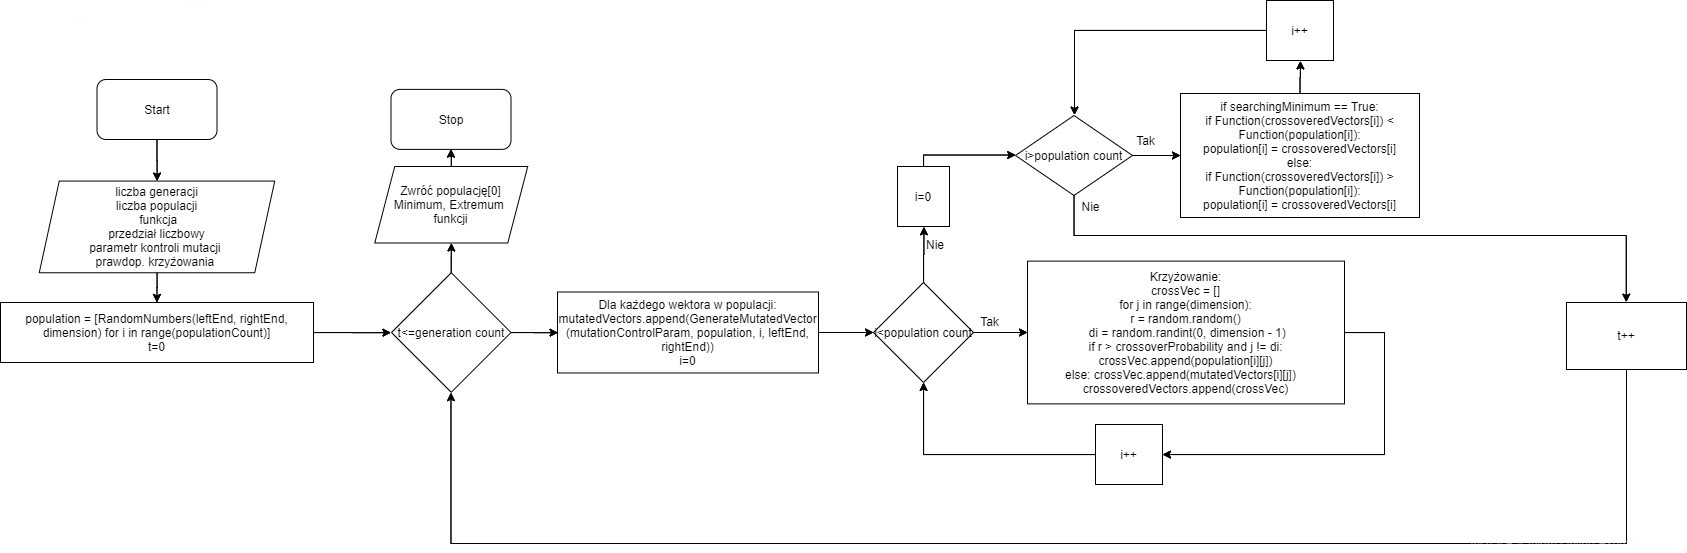 Start
liczba generacji
liczba populacji
funkcja
przedział liczbowy
parametr kontroli mutacji
prawdop. krzyżowania
population = [RandomNumbers(leftEnd, rightEnd,
dimension) for i in range(populationCount)]
t=0
Stop
Zwróć populację[0]
Minimum, Extremum
funkcji
t<=generation count
Dla każdego wektora w populacji:
mutatedVectors.append(GenerateMutatedVector
(mutationControlParam, population, i, leftEnd,
rightEnd))
i=0
i<population count
Tak
Nie
Krzyżowanie:
crossVec = []
for j in range(dimension):
r = random.random()
di = random.randint(0, dimension - 1)
if r > crossoverProbability and j != di:
crossVec.append(population[i][j])
else: crossVec.append(mutatedVectors[i][j])
crossoveredVectors.append(crossVec)
i++
i=0
i>population count
Tak
Nie
if searchingMinimum == True:
if Function(crossoveredVectors[i]) <
Function(population[i]):
population[i] = crossoveredVectors[i]
else:
if Function(crossoveredVectors[i]) >
Function(population[i]):
population[i] = crossoveredVectors[i]
i++
t++